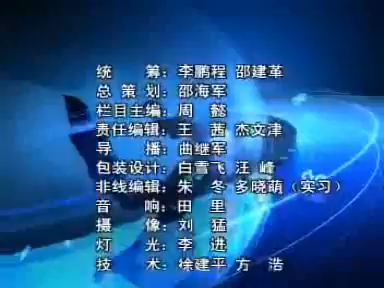 统　　筹：李鹏程 邵建革
总 策 划：邵海军
栏目主编：周　懿
责任编辑：王　茜 杰文津
导　　播：曲继军
包装设计：白雪飞 汪 峰
非线编辑：朱　冬 多晓萌（实习）
音　　响：田　里
摄　　像：刘　猛
灯　　光：李　进
技　　术：徐建平 方　浩